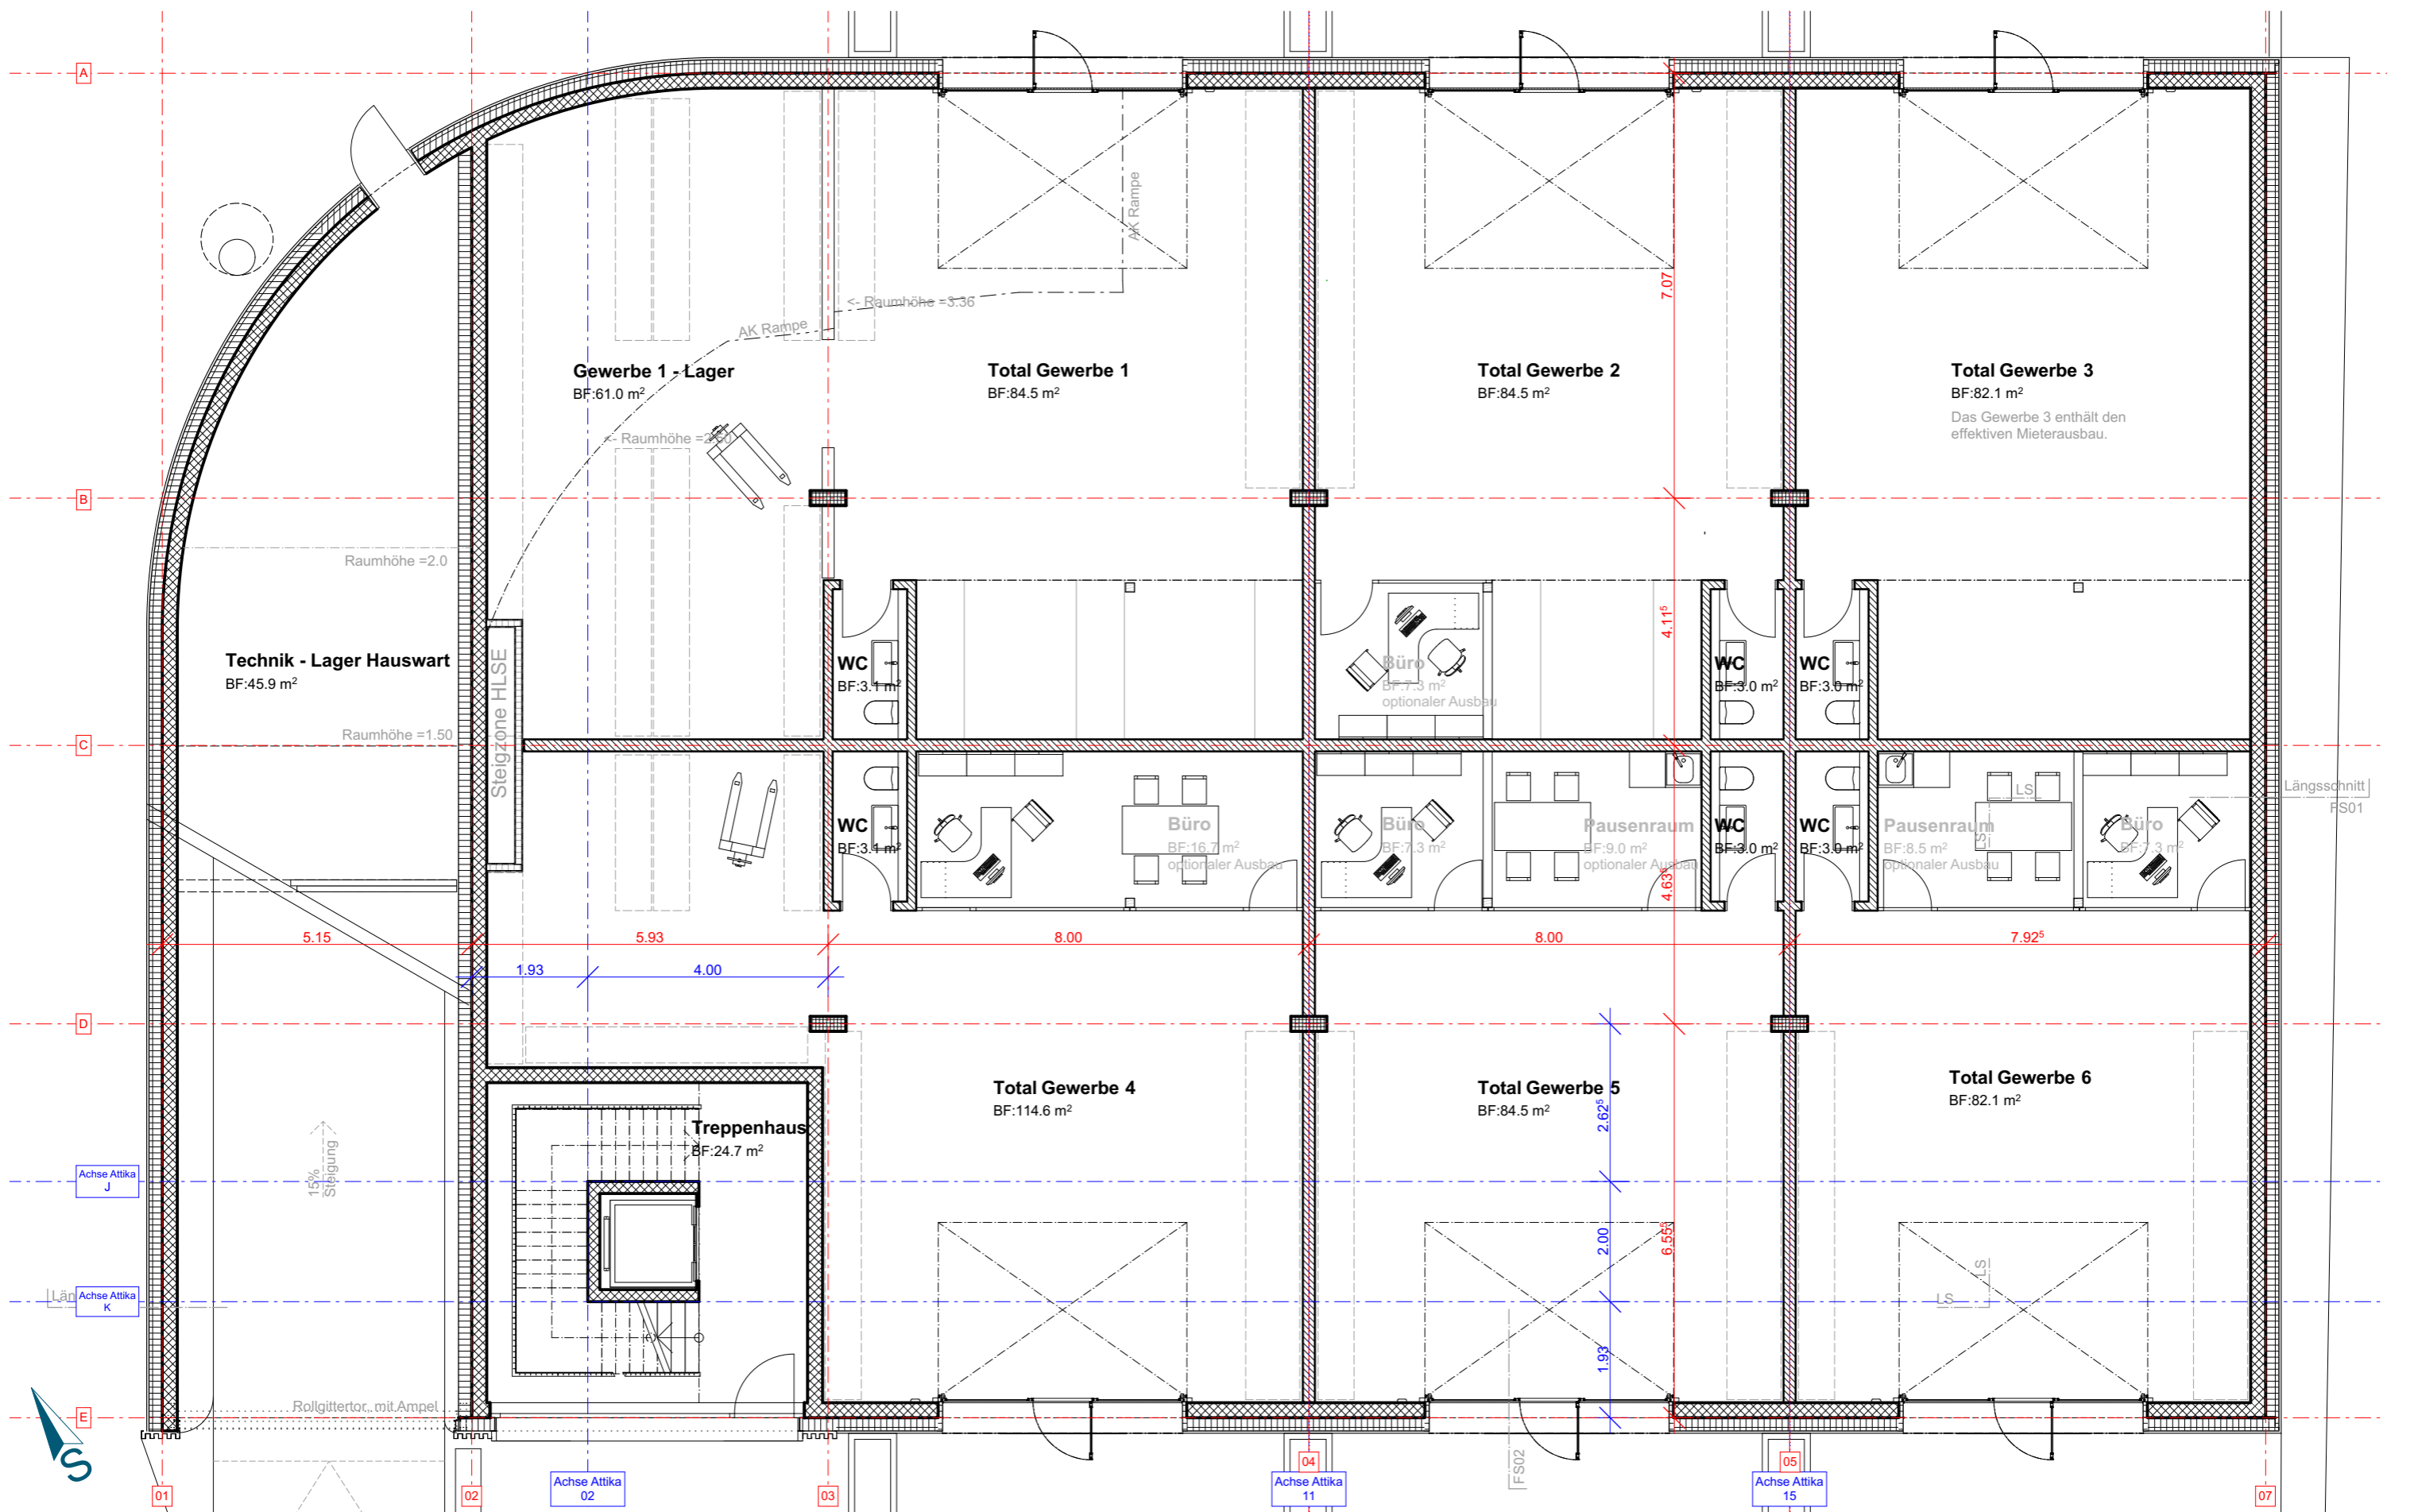 A
AK Rampe
7.07
<- Raumhöhe =3.36
AK Rampe
Gewerbe 1 - Lager
BF:61.0 m²
Total Gewerbe 1
BF:84.5 m²
Total Gewerbe 2
BF:84.5 m²
Total Gewerbe 3
BF:82.1 m²
Das Gewerbe 3 enthält den
effektiven Mieterausbau.
<- Raumhöhe =2.50
B
Raumhöhe =2.0
4.11⁵
Technik - Lager Hauswart
BF:45.9 m²
Steigzone HLSE
WC
BF:3.1 m²
Büro
BF:7.3 m²
optionaler Ausbau
WC
BF:3.0 m²
WC
BF:3.0 m²
Raumhöhe =1.50
C
Längsschnitt
FS01
LS
LS
WC
BF:3.1 m²
Büro
BF:16.7 m²
optionaler Ausbau
Büro
BF:7.3 m²
Pausenraum
BF:9.0 m²
optionaler Ausbau
WC
BF:3.0 m²
WC
BF:3.0 m²
Pausenraum
BF:8.5 m²
optionaler Ausbau
Büro
BF:7.3 m²
4.63⁵
5.15
5.93
8.00
8.00
7.92⁵
1.93
4.00
D
Total Gewerbe 4
BF:114.6 m²
Total Gewerbe 5
BF:84.5 m²
Total Gewerbe 6
BF:82.1 m²
2.62⁵
Treppenhaus
BF:24.7 m²
15%
Steigung
Achse Attika
J
2.00
6.55⁵
LS
LS
Län
Achse Attika
K
1.93
Rollgittertor mit Ampel
E
S
FS02
01
02
Achse Attika
02
03
04
Achse Attika
11
05
Achse Attika
15
07